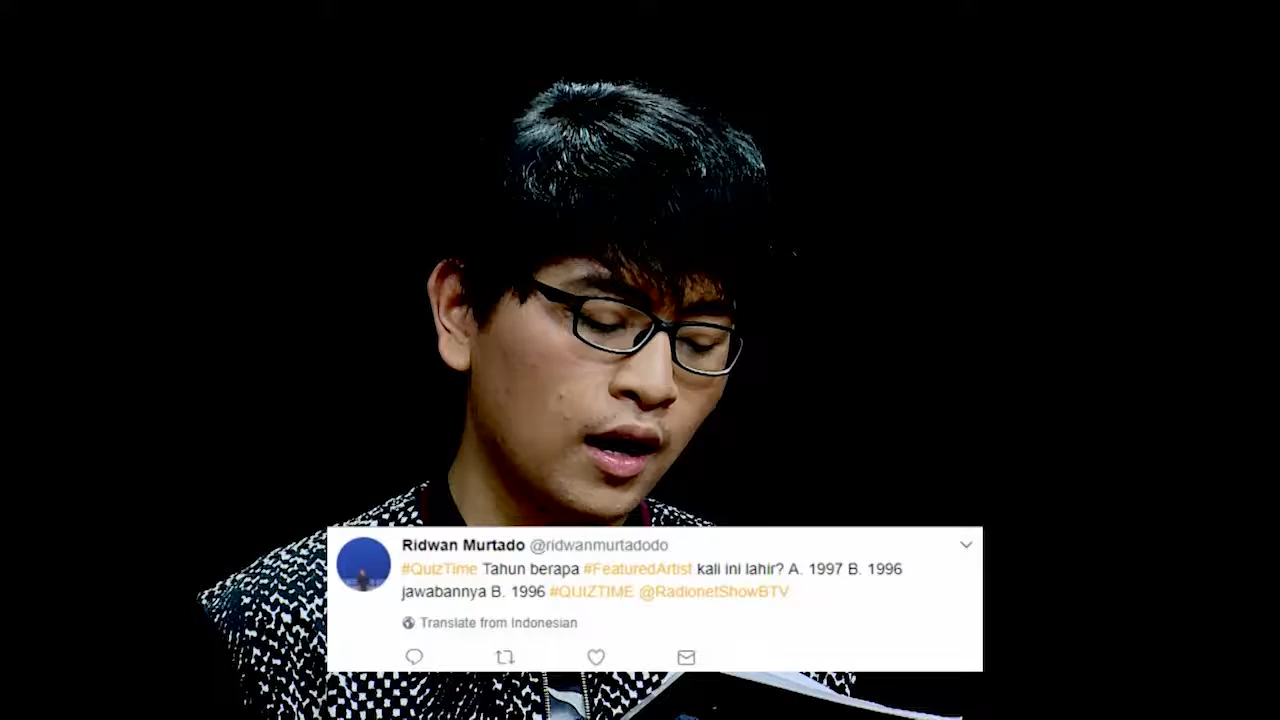 Ridwan Murtado @ridwanmurtadodo
#QuizTime Tahun berapa #FeaturedArtist kali ini lahir? A. 1997 B. 1996
jawabannya B. 1996 #QUIZTIME @RadionetShowBTV
Translate from Indonesian